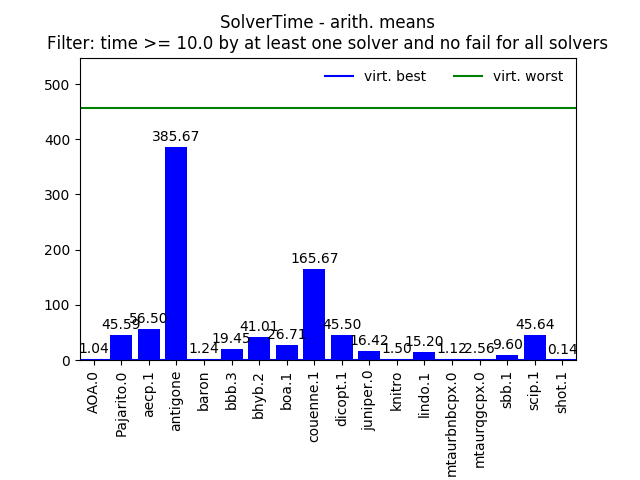 SolverTime - arith. means
Filter: time >= 10.0 by at least one solver and no fail for all solvers
virt. best
virt. worst
500
400
300
200
100
0
1.04
45.59
56.50
385.67
1.24
19.45
41.01
26.71
165.67
45.50
16.42
1.50
15.20
1.12
2.56
9.60
45.64
0.14
AOA.0
Pajarito.0
aecp.1
antigone
baron
bbb.3
bhyb.2
boa.1
couenne.1
dicopt.1
juniper.0
knitro
lindo.1
mtaurbnbcpx.0
mtaurqgcpx.0
sbb.1
scip.1
shot.1